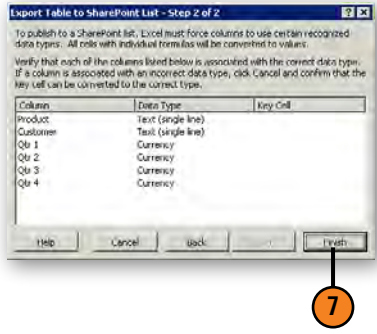 Export Table to SharePoint List - Step 2 of 2
To publish to a SharePoint list, Excel must force columns to use certain recognized
data types. All cells with individual formulas will be converted to values.
Verify that each of the columns listed below is associated with the correct data type.
If a column is associated with an incorrect data type, click Cancel and confirm that the
key cell can be converted to the correct type.
Column Data Type Key Cell
Product Text (single line)
Customer Text (single line)
Qtr 1 Currency
Qtr 2 Currency
Qtr 3 Currency
Qtr 4 Currency
Help Cancel Back Finish
7